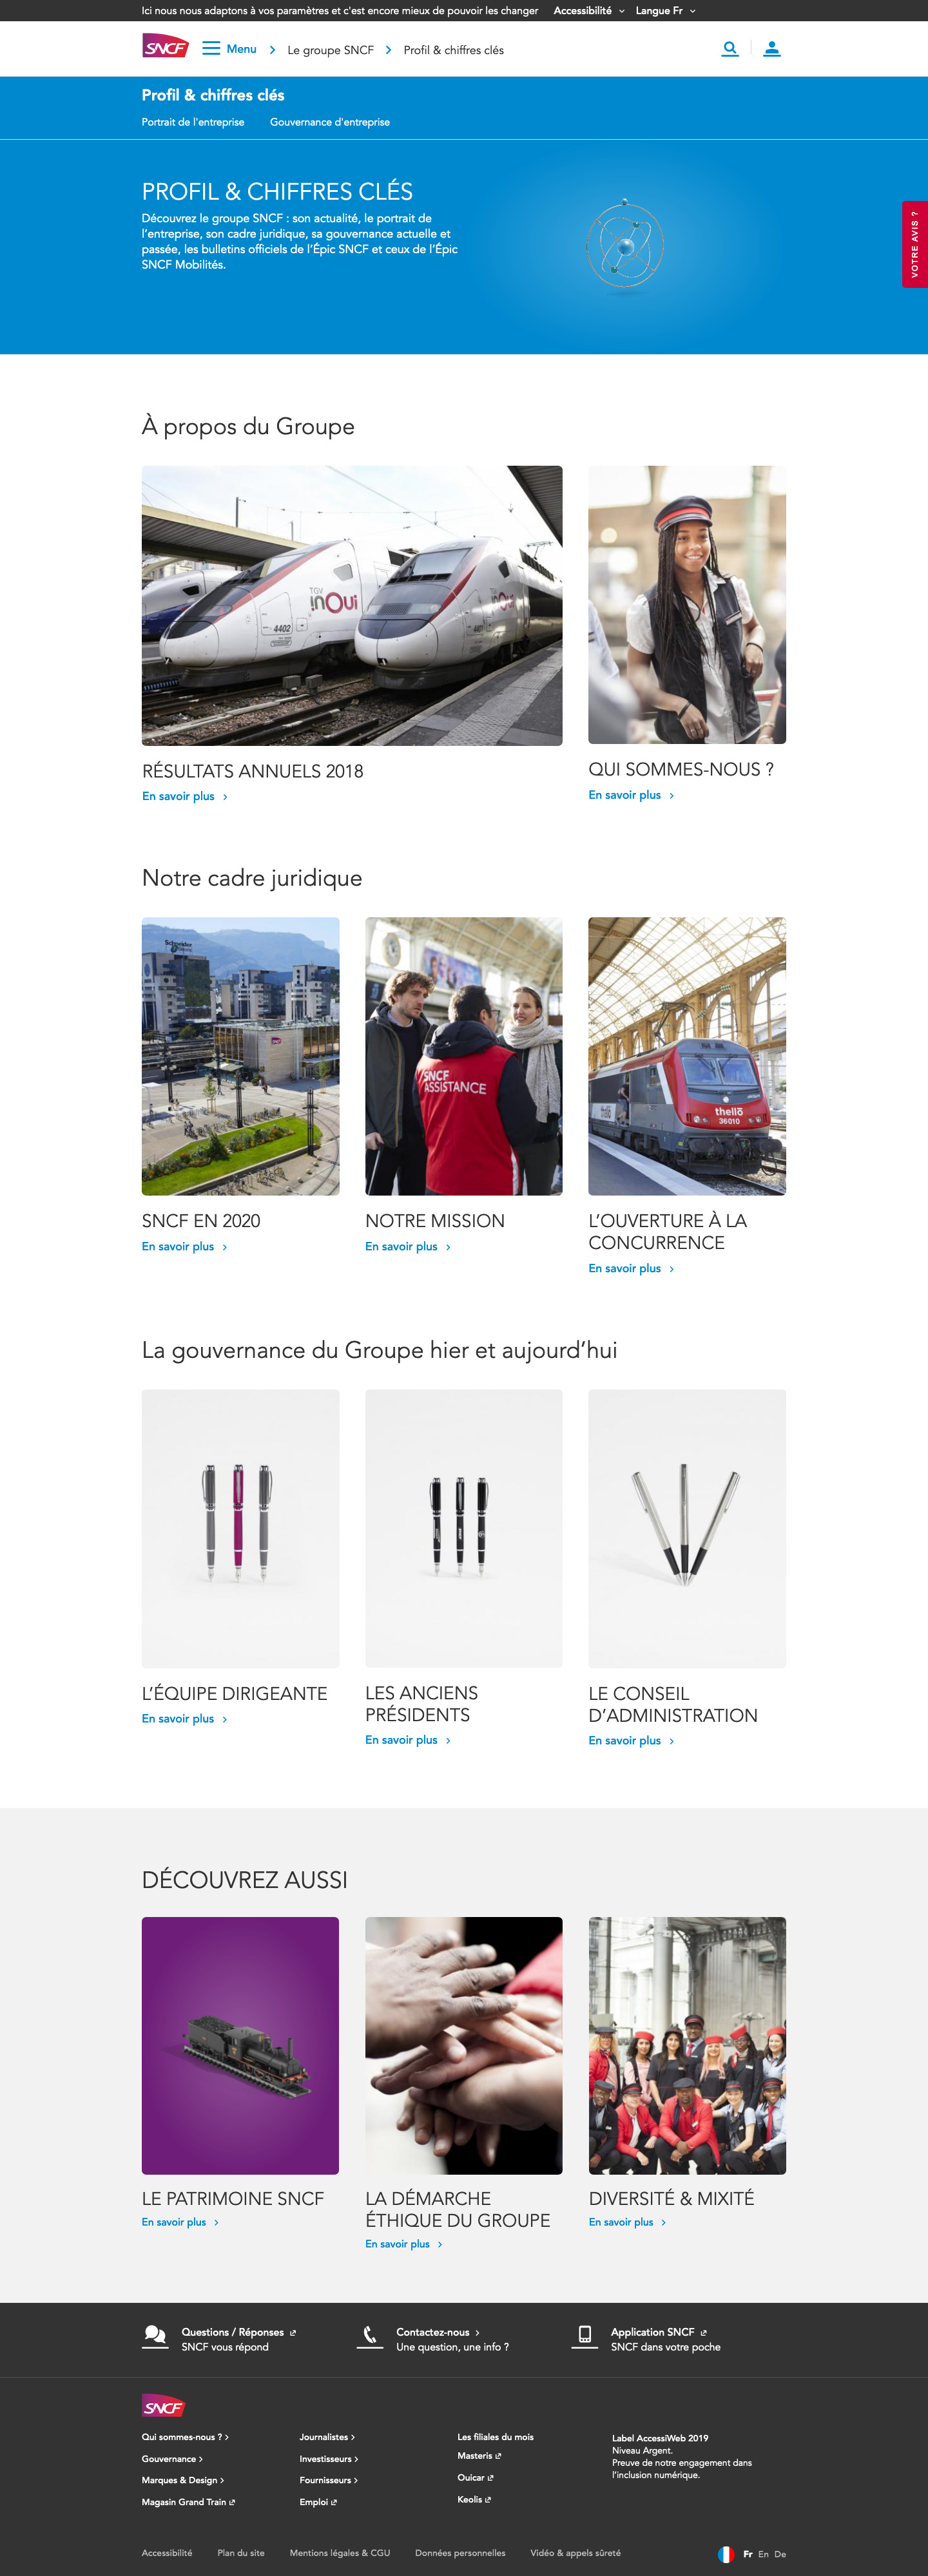 Ici nous nous adaptons à vos paramètres et c'est encore mieux de pouvoir les changer Accessibilité Langue Fr
SNCF Menu Le groupe SNCF Profil & chiffres clés
Profil & chiffres clés
Portrait de l'entreprise Gouvernance d'entreprise
PROFIL & CHIFFRES CLÉS
Découvrez le groupe SNCF : son actualité, le portrait de
l'entreprise, son cadre juridique, sa gouvernance actuelle et
passée, les bulletins officiels de l'Épic SNCF et ceux de l'Épic
SNCF Mobilités.
VOTRE AVIS ?
À propos du Groupe
TGV
inOui
inOui
4402
RÉSULTATS ANNUELS 2018
En savoir plus
QUI SOMMES-NOUS ?
En savoir plus
Notre cadre juridique
Schneider
SNCF
ASSISTANCE
thello
36010
SNCF EN 2020
En savoir plus
NOTRE MISSION
En savoir plus
L'OUVERTURE À LA
CONCURRENCE
En savoir plus
La gouvernance du Groupe hier et aujourd'hui
L'ÉQUIPE DIRIGEANTE
En savoir plus
LES ANCIENS
PRÉSIDENTS
En savoir plus
LE CONSEIL
D'ADMINISTRATION
En savoir plus
DÉCOUVREZ AUSSI
LE PATRIMOINE SNCF
En savoir plus
LA DÉMARCHE
ÉTHIQUE DU GROUPE
En savoir plus
DIVERSITÉ & MIXITÉ
En savoir plus
Questions / Réponses
SNCF vous répond
Contactez-nous
Une question, une info ?
Application SNCF
SNCF dans votre poche
SNCF
Qui sommes-nous ?
Gouvernance
Marques & Design
Magasin Grand Train
Journalistes
Investisseurs
Fournisseurs
Emploi
Les filiales du mois
Masteris
Ouicar
Keolis
Label AccessiWeb 2019
Niveau Argent.
Preuve de notre engagement dans
l'inclusion numérique.
Accessibilité Plan du site Mentions légales & CGU Données personnelles Vidéo & appels sûreté Fr En De